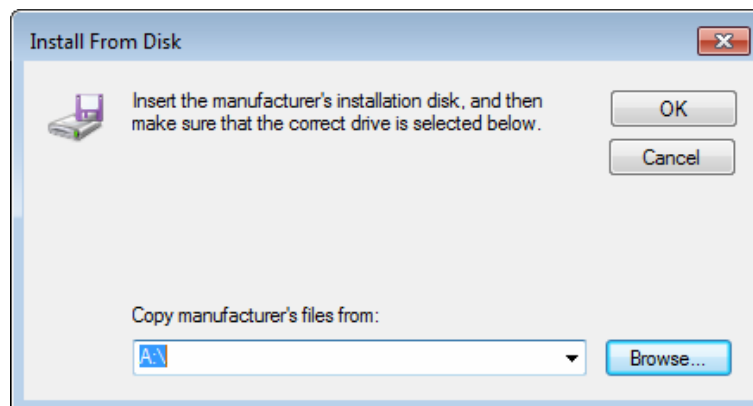 Install From Disk
Insert the manufacturer's installation disk, and then
make sure that the correct drive is selected below.
OK
Cancel
Copy manufacturer's files from:
A:\
Browse...